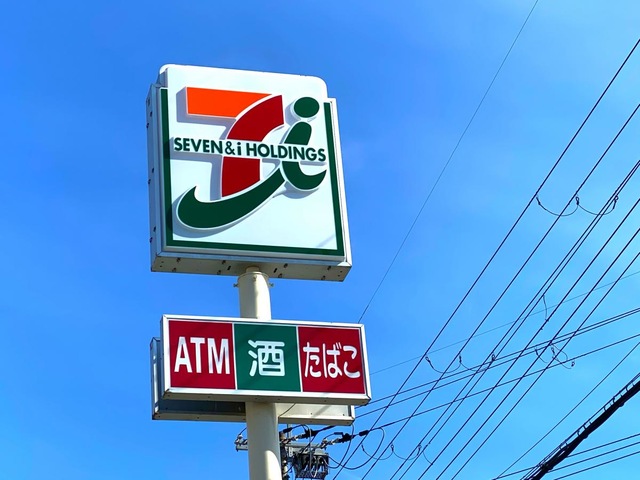 SEVEN&i HOLDINGS
ATM 酒 たばこ